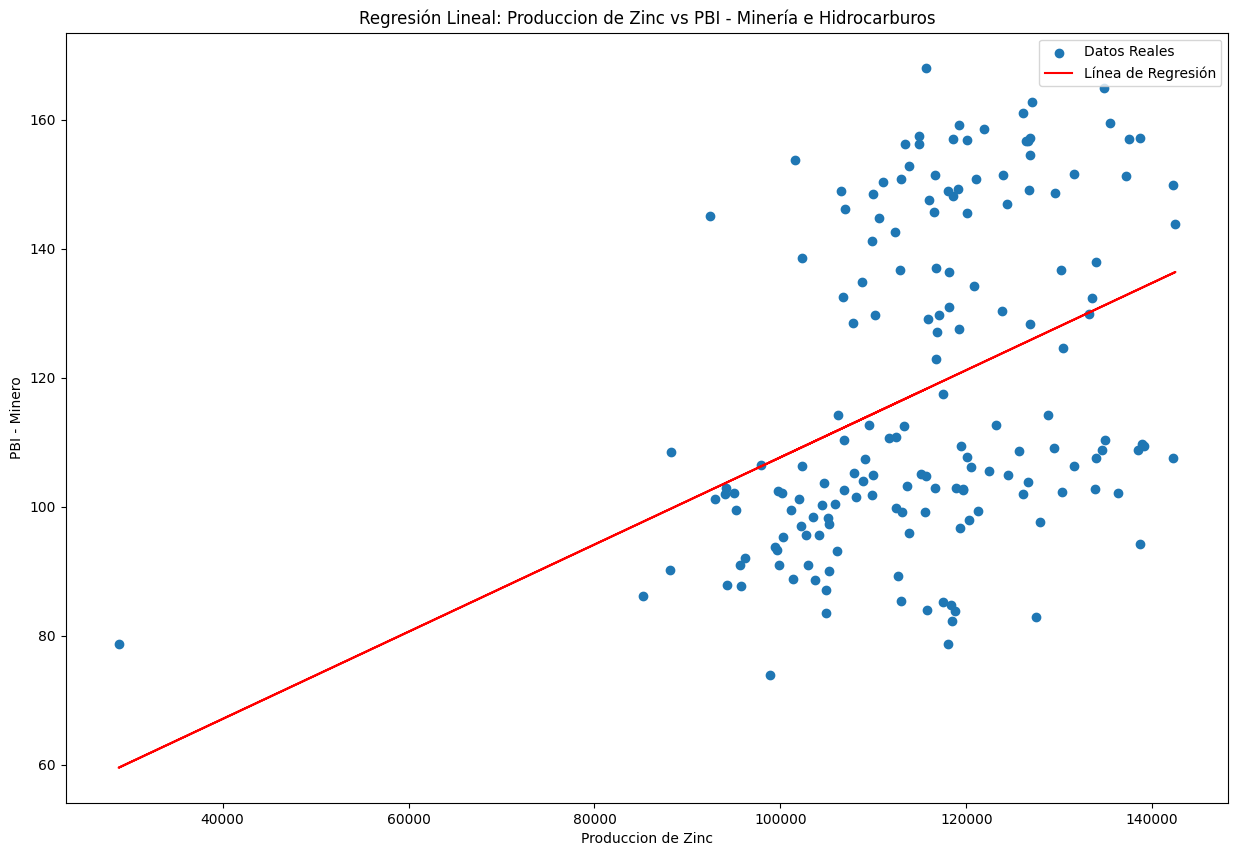 Regresión Lineal: Produccion de Zinc vs PBI - Minería e Hidrocarburos
Datos Reales
Línea de Regresión
PBI - Minero
160
140
120
100
80
60
40000
60000
80000
100000
120000
140000
Produccion de Zinc